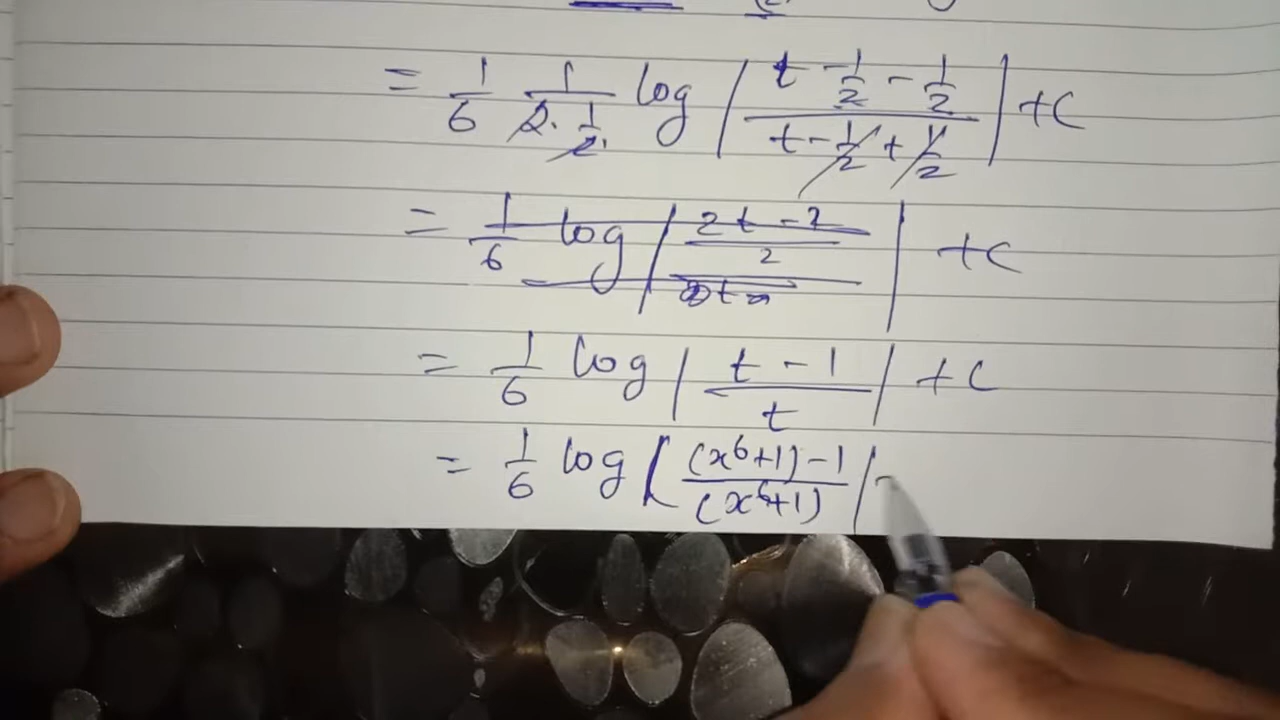 = 1/6 1/(2·1/2) log |(t - 1/2 - 1/2)/(t - 1/2 + 1/2)| + c
= 1/6 log |((2t - 2)/2)/| + c
= 1/6 log |(t - 1)/t| + c
= 1/6 log |((x⁶+1) - 1)/(x⁶+1)|